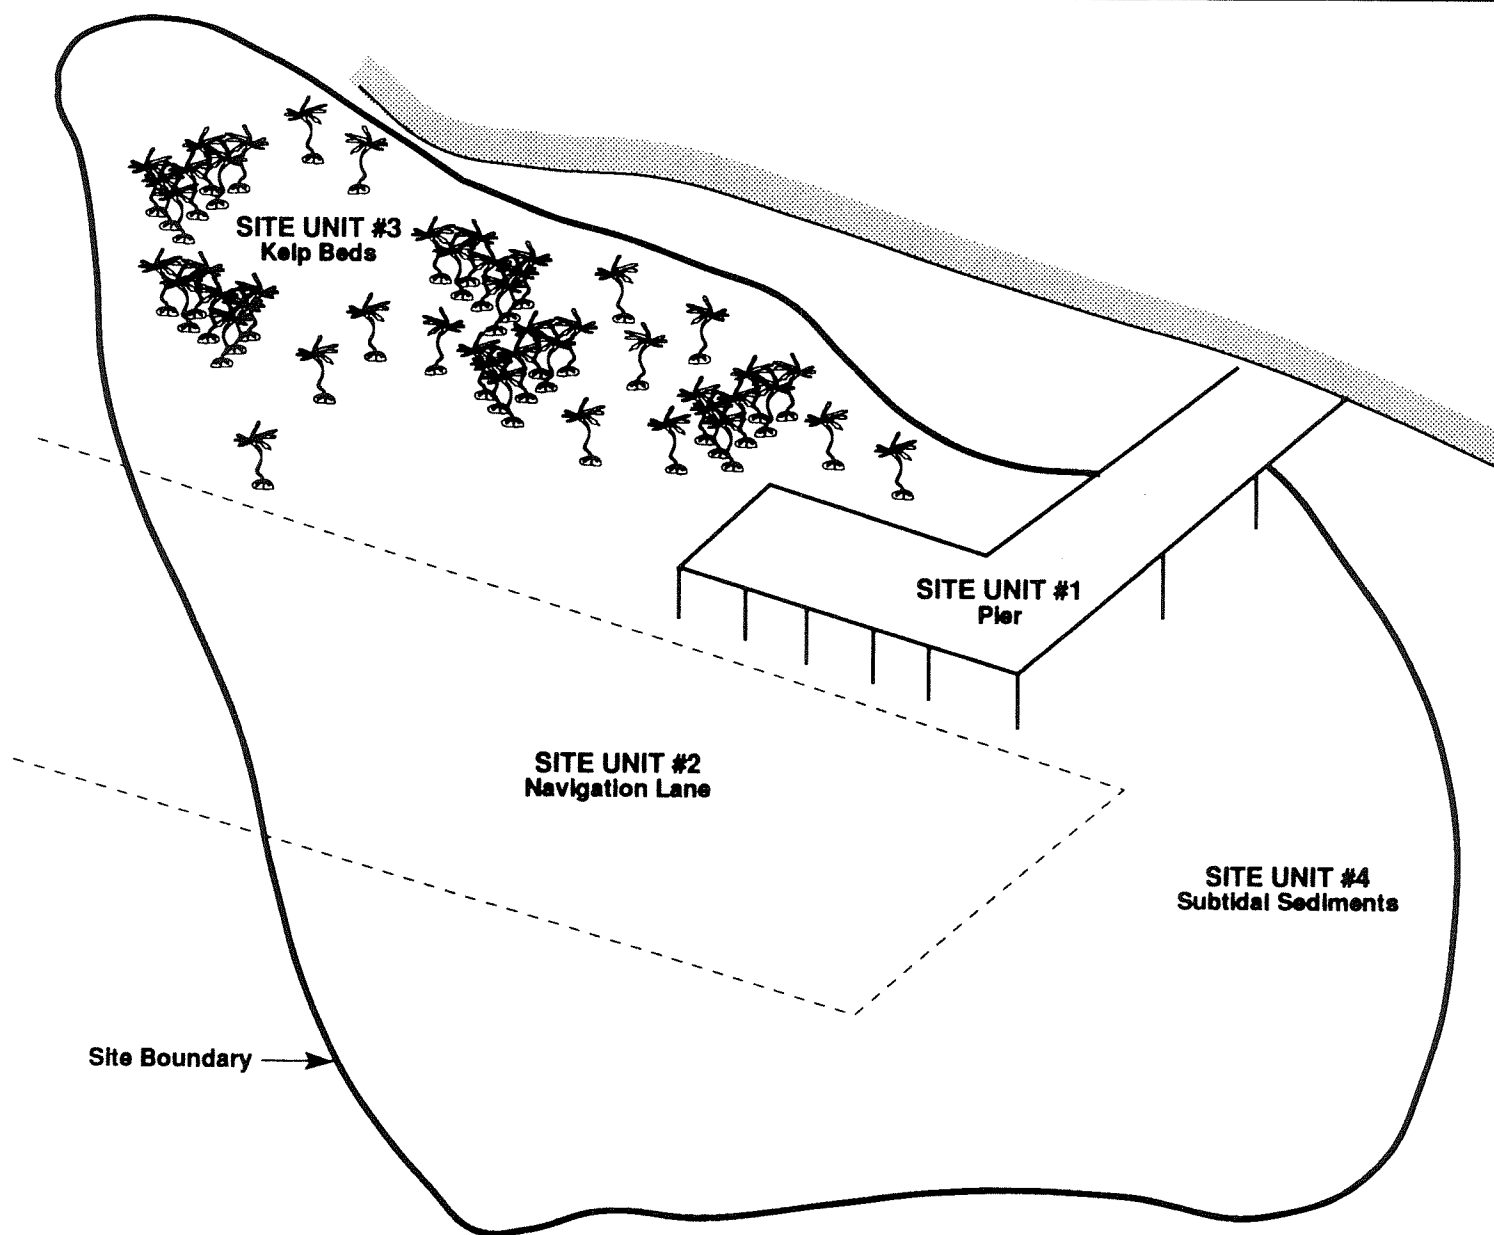 SITE UNIT #3
Kelp Beds
SITE UNIT #1
Pier
SITE UNIT #2
Navigation Lane
SITE UNIT #4
Subtidal Sediments
Site Boundary